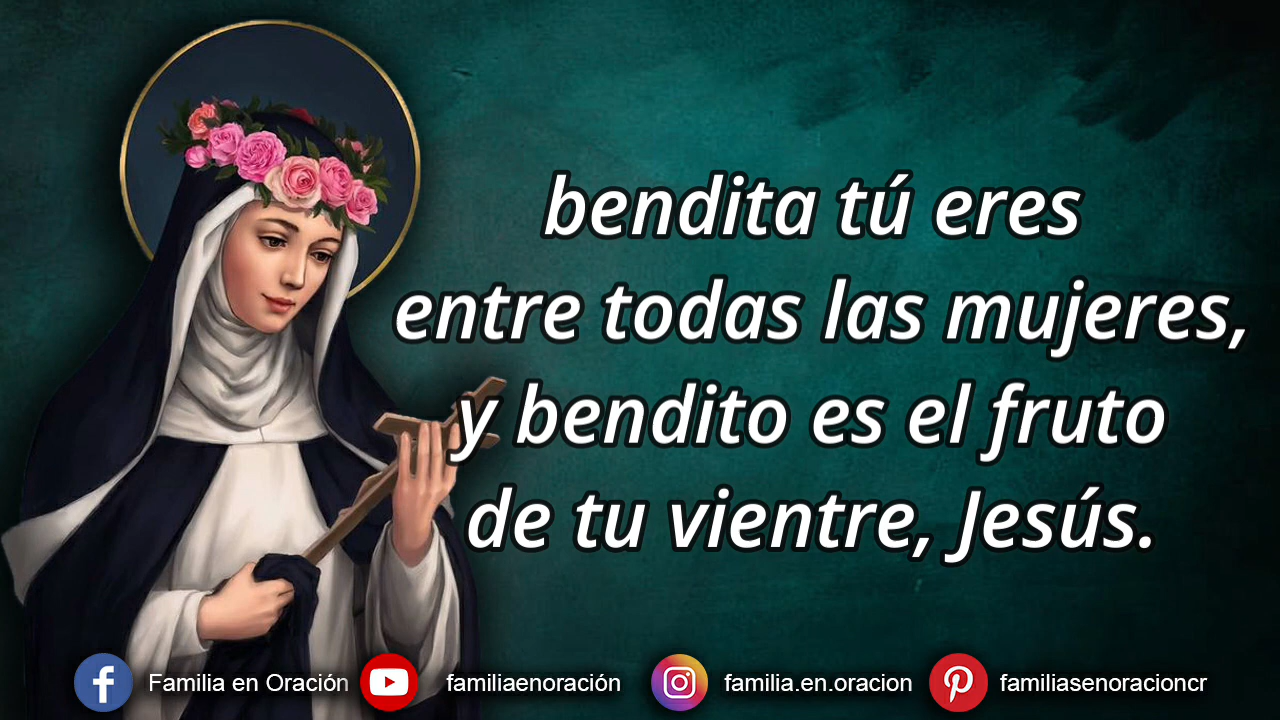 bendita tú eres
entre todas las mujeres,
y bendito es el fruto
de tu vientre, Jesús.
Familia en Oración familiaenoración familia.en.oracion familiasenoracioncr